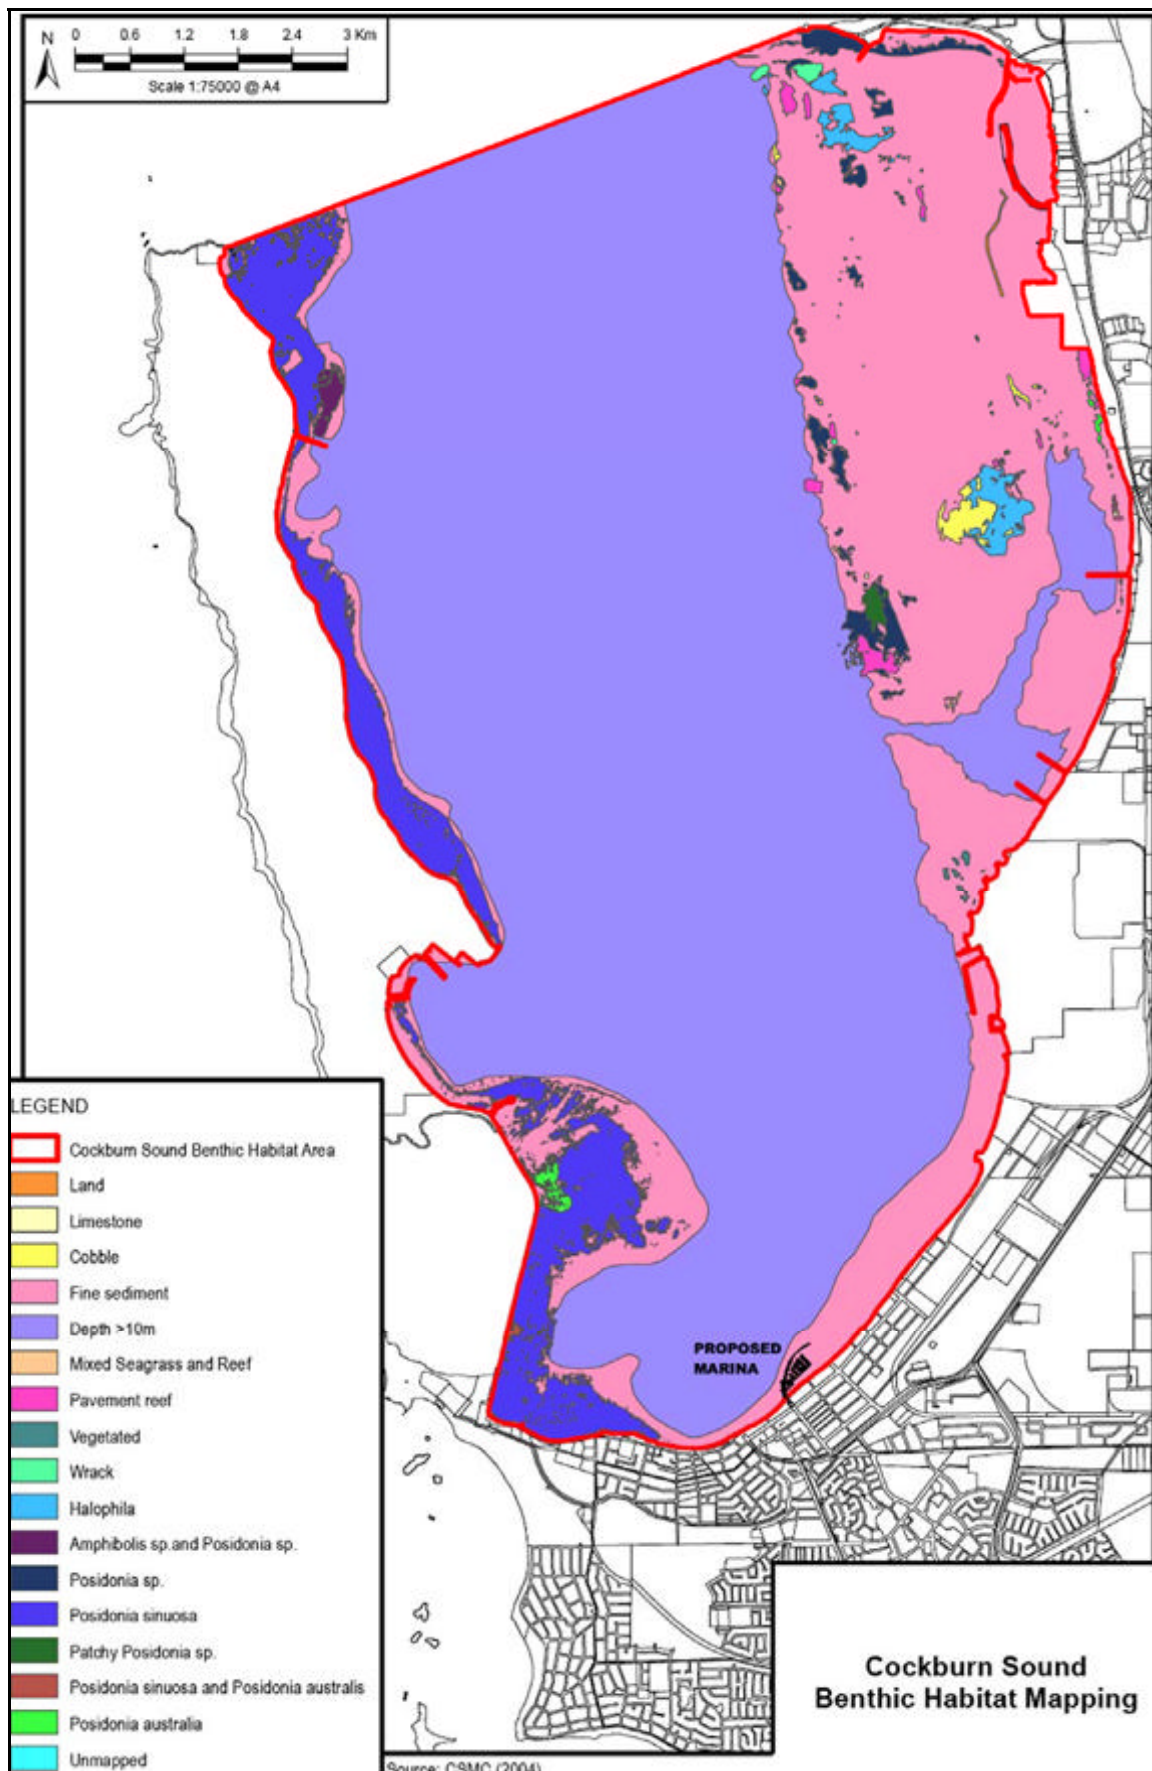 N
0 0.6 1.2 1.8 2.4 3 Km
Scale 1:75000 @ A4
PROPOSED
MARINA
LEGEND
Cockburn Sound Benthic Habitat Area
Land
Limestone
Cobble
Fine sediment
Depth >10m
Mixed Seagrass and Reef
Pavement reef
Vegetated
Wrack
Halophila
Amphibolis sp.and Posidonia sp.
Posidonia sp.
Posidonia sinuosa
Patchy Posidonia sp.
Posidonia sinuosa and Posidonia australis
Posidonia australia
Unmapped
Cockburn Sound
Benthic Habitat Mapping
Source: CSMC (2004)